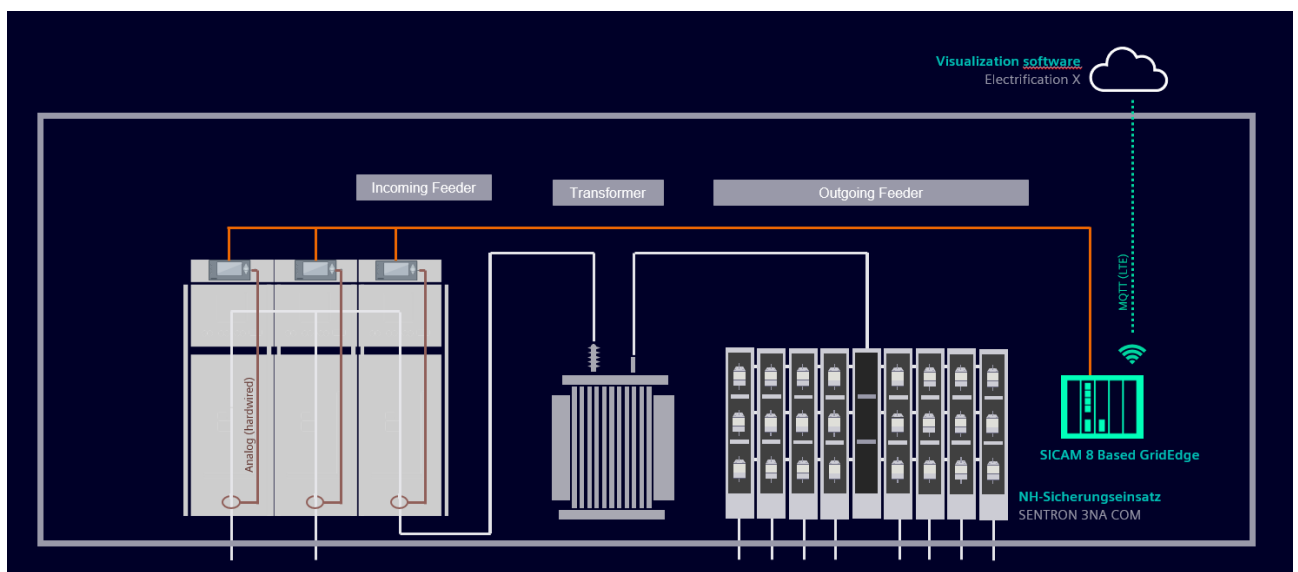 Visualization software
Electrification X
Incoming Feeder
Transformer
Outgoing Feeder
MQTT (LTE)
Analog (hardwired)
SICAM 8 Based GridEdge
NH-Sicherungseinsatz
SENTRON 3NA COM